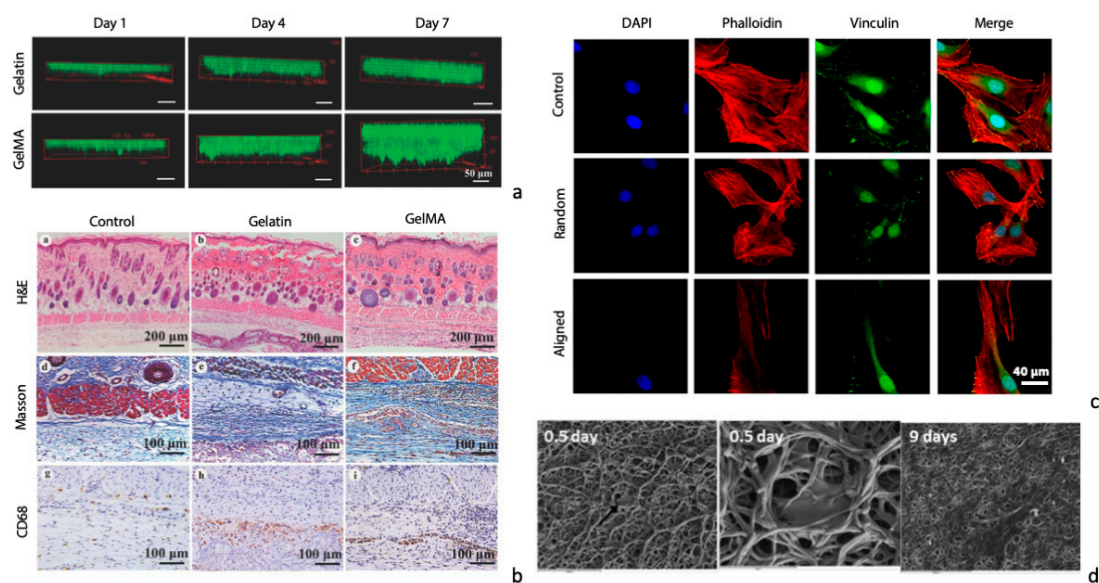 Day 1 Day 4 Day 7
Gelatin
GelMA
50 µm
a
Control Gelatin GelMA
H&E
a b c
200 µm 200 µm 200 µm
Masson
d e f
100 µm 100 µm 100 µm
CD68
g h i
100 µm 100 µm 100 µm
b
DAPI Phalloidin Vinculin Merge
Control
Random
Aligned
40 µm
c
0.5 day 0.5 day 9 days
d